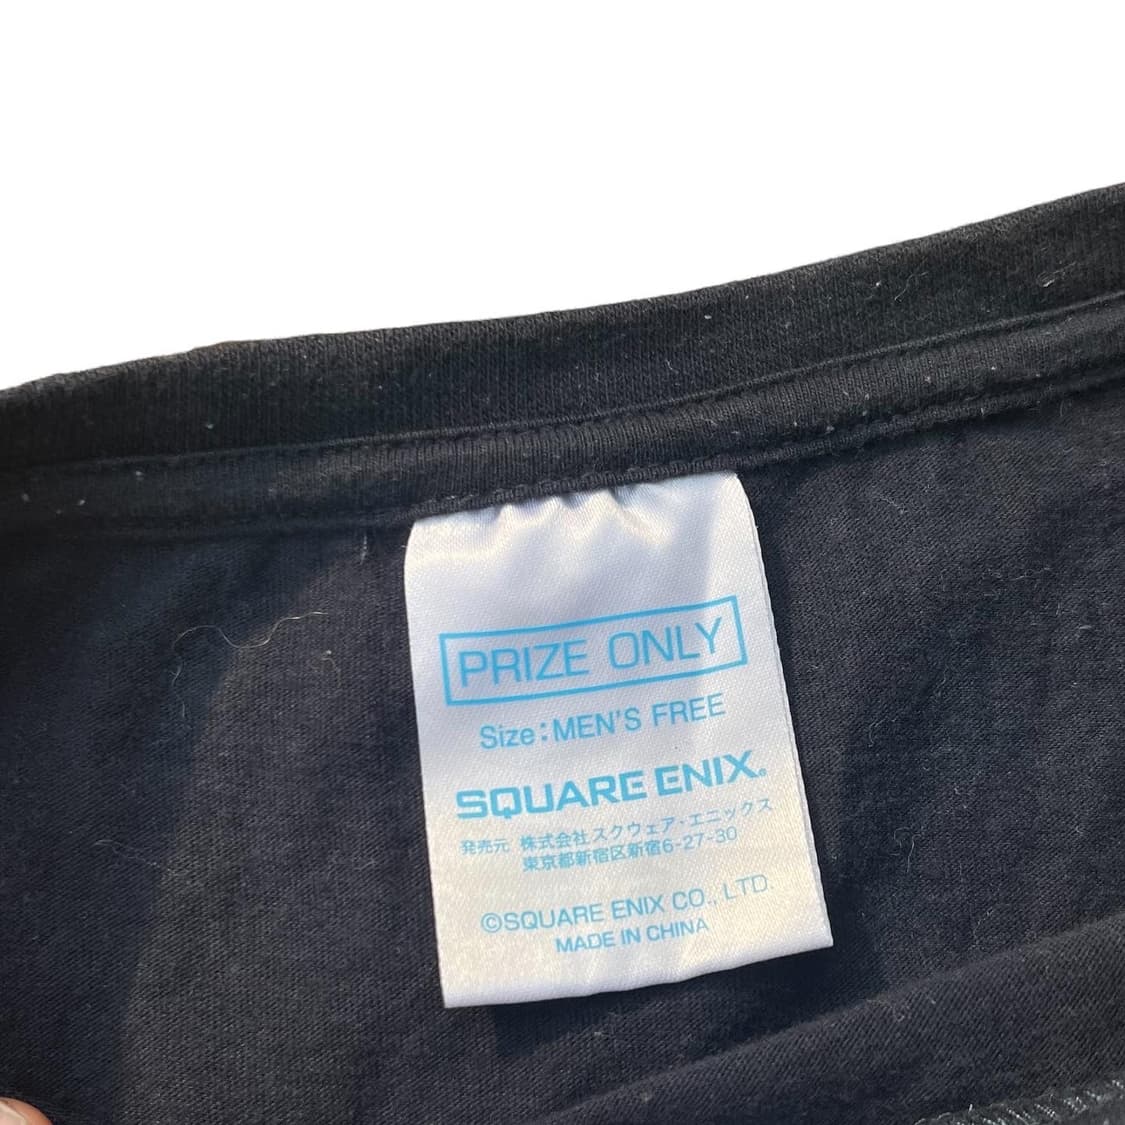 PRIZE ONLY
Size:MEN'S FREE
SQUARE ENIX®
発売元 株式会社スクウェア・エニックス
東京都新宿区新宿6-27-30
©SQUARE ENIX CO., LTD.
MADE IN CHINA